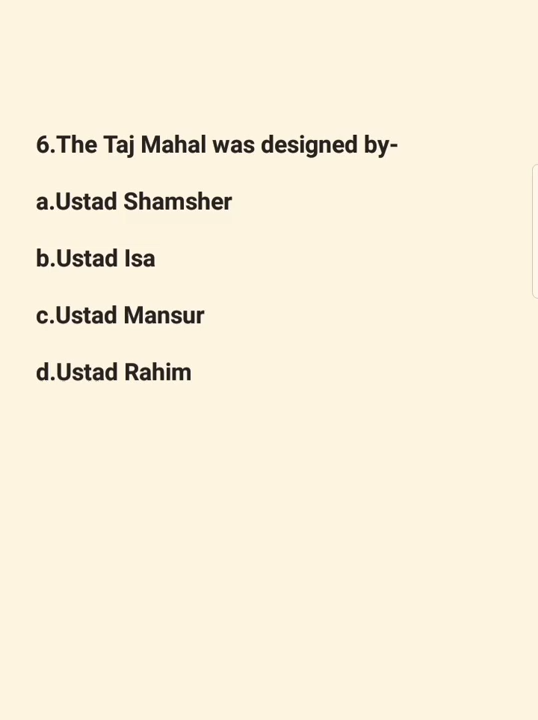 6.The Taj Mahal was designed by-
a.Ustad Shamsher
b.Ustad Isa
c.Ustad Mansur
d.Ustad Rahim